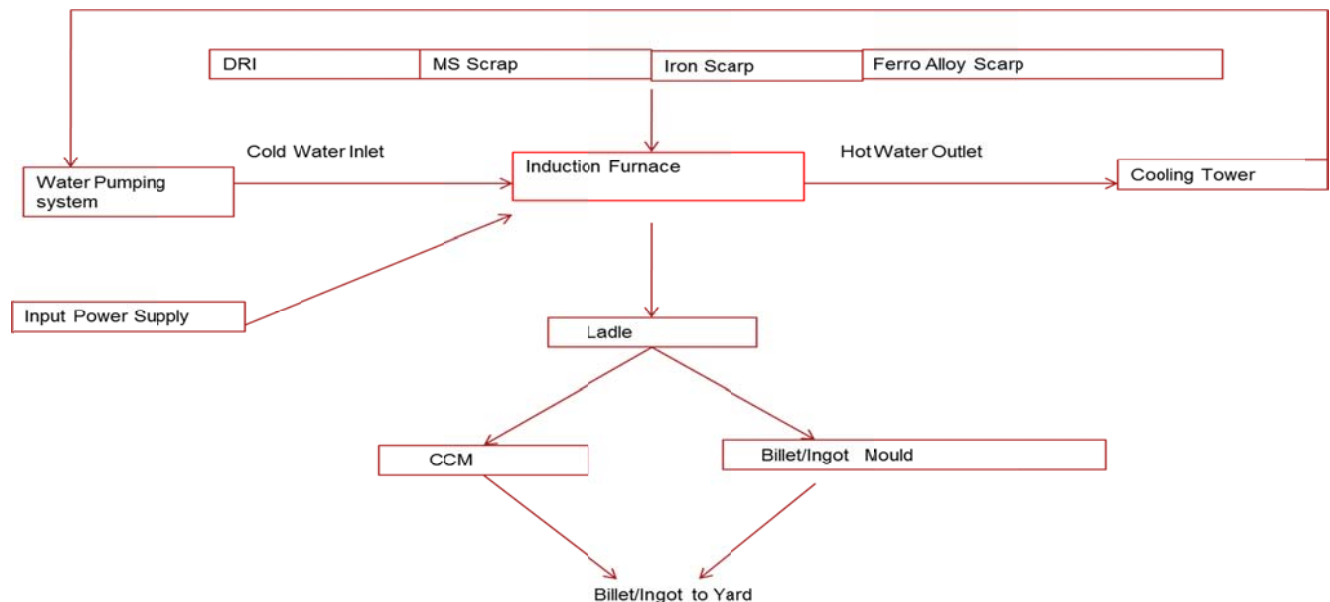 DRI
MS Scrap
Iron Scarp
Ferro Alloy Scarp
Cold Water Inlet
Induction Furnace
Hot Water Outlet
Water Pumping
system
Cooling Tower
Input Power Supply
Ladle
CCM
Billet/Ingot Nould
Billet/Ingot to Yard